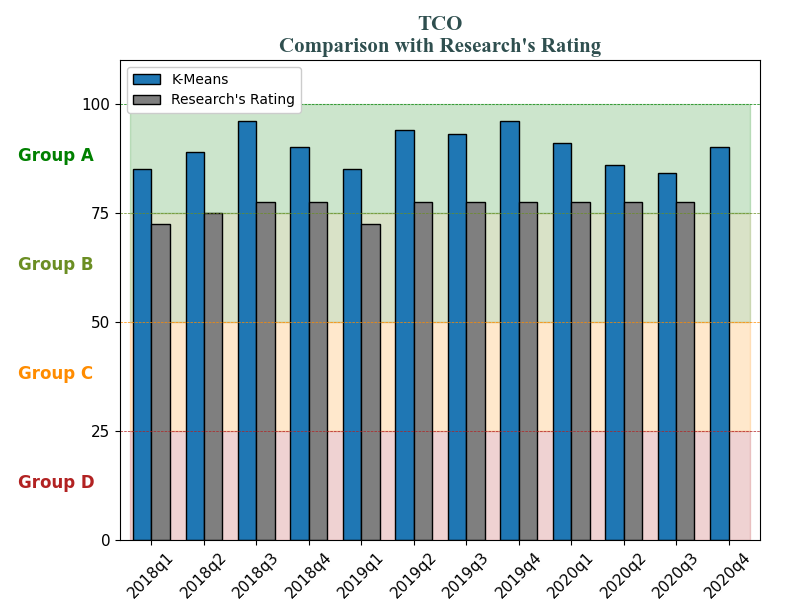 TCO
Comparison with Research's Rating
K-Means
Research's Rating
100
Group A
75
Group B
50
Group C
25
Group D
0
2018q1
2018q2
2018q3
2018q4
2019q1
2019q2
2019q3
2019q4
2020q1
2020q2
2020q3
2020q4